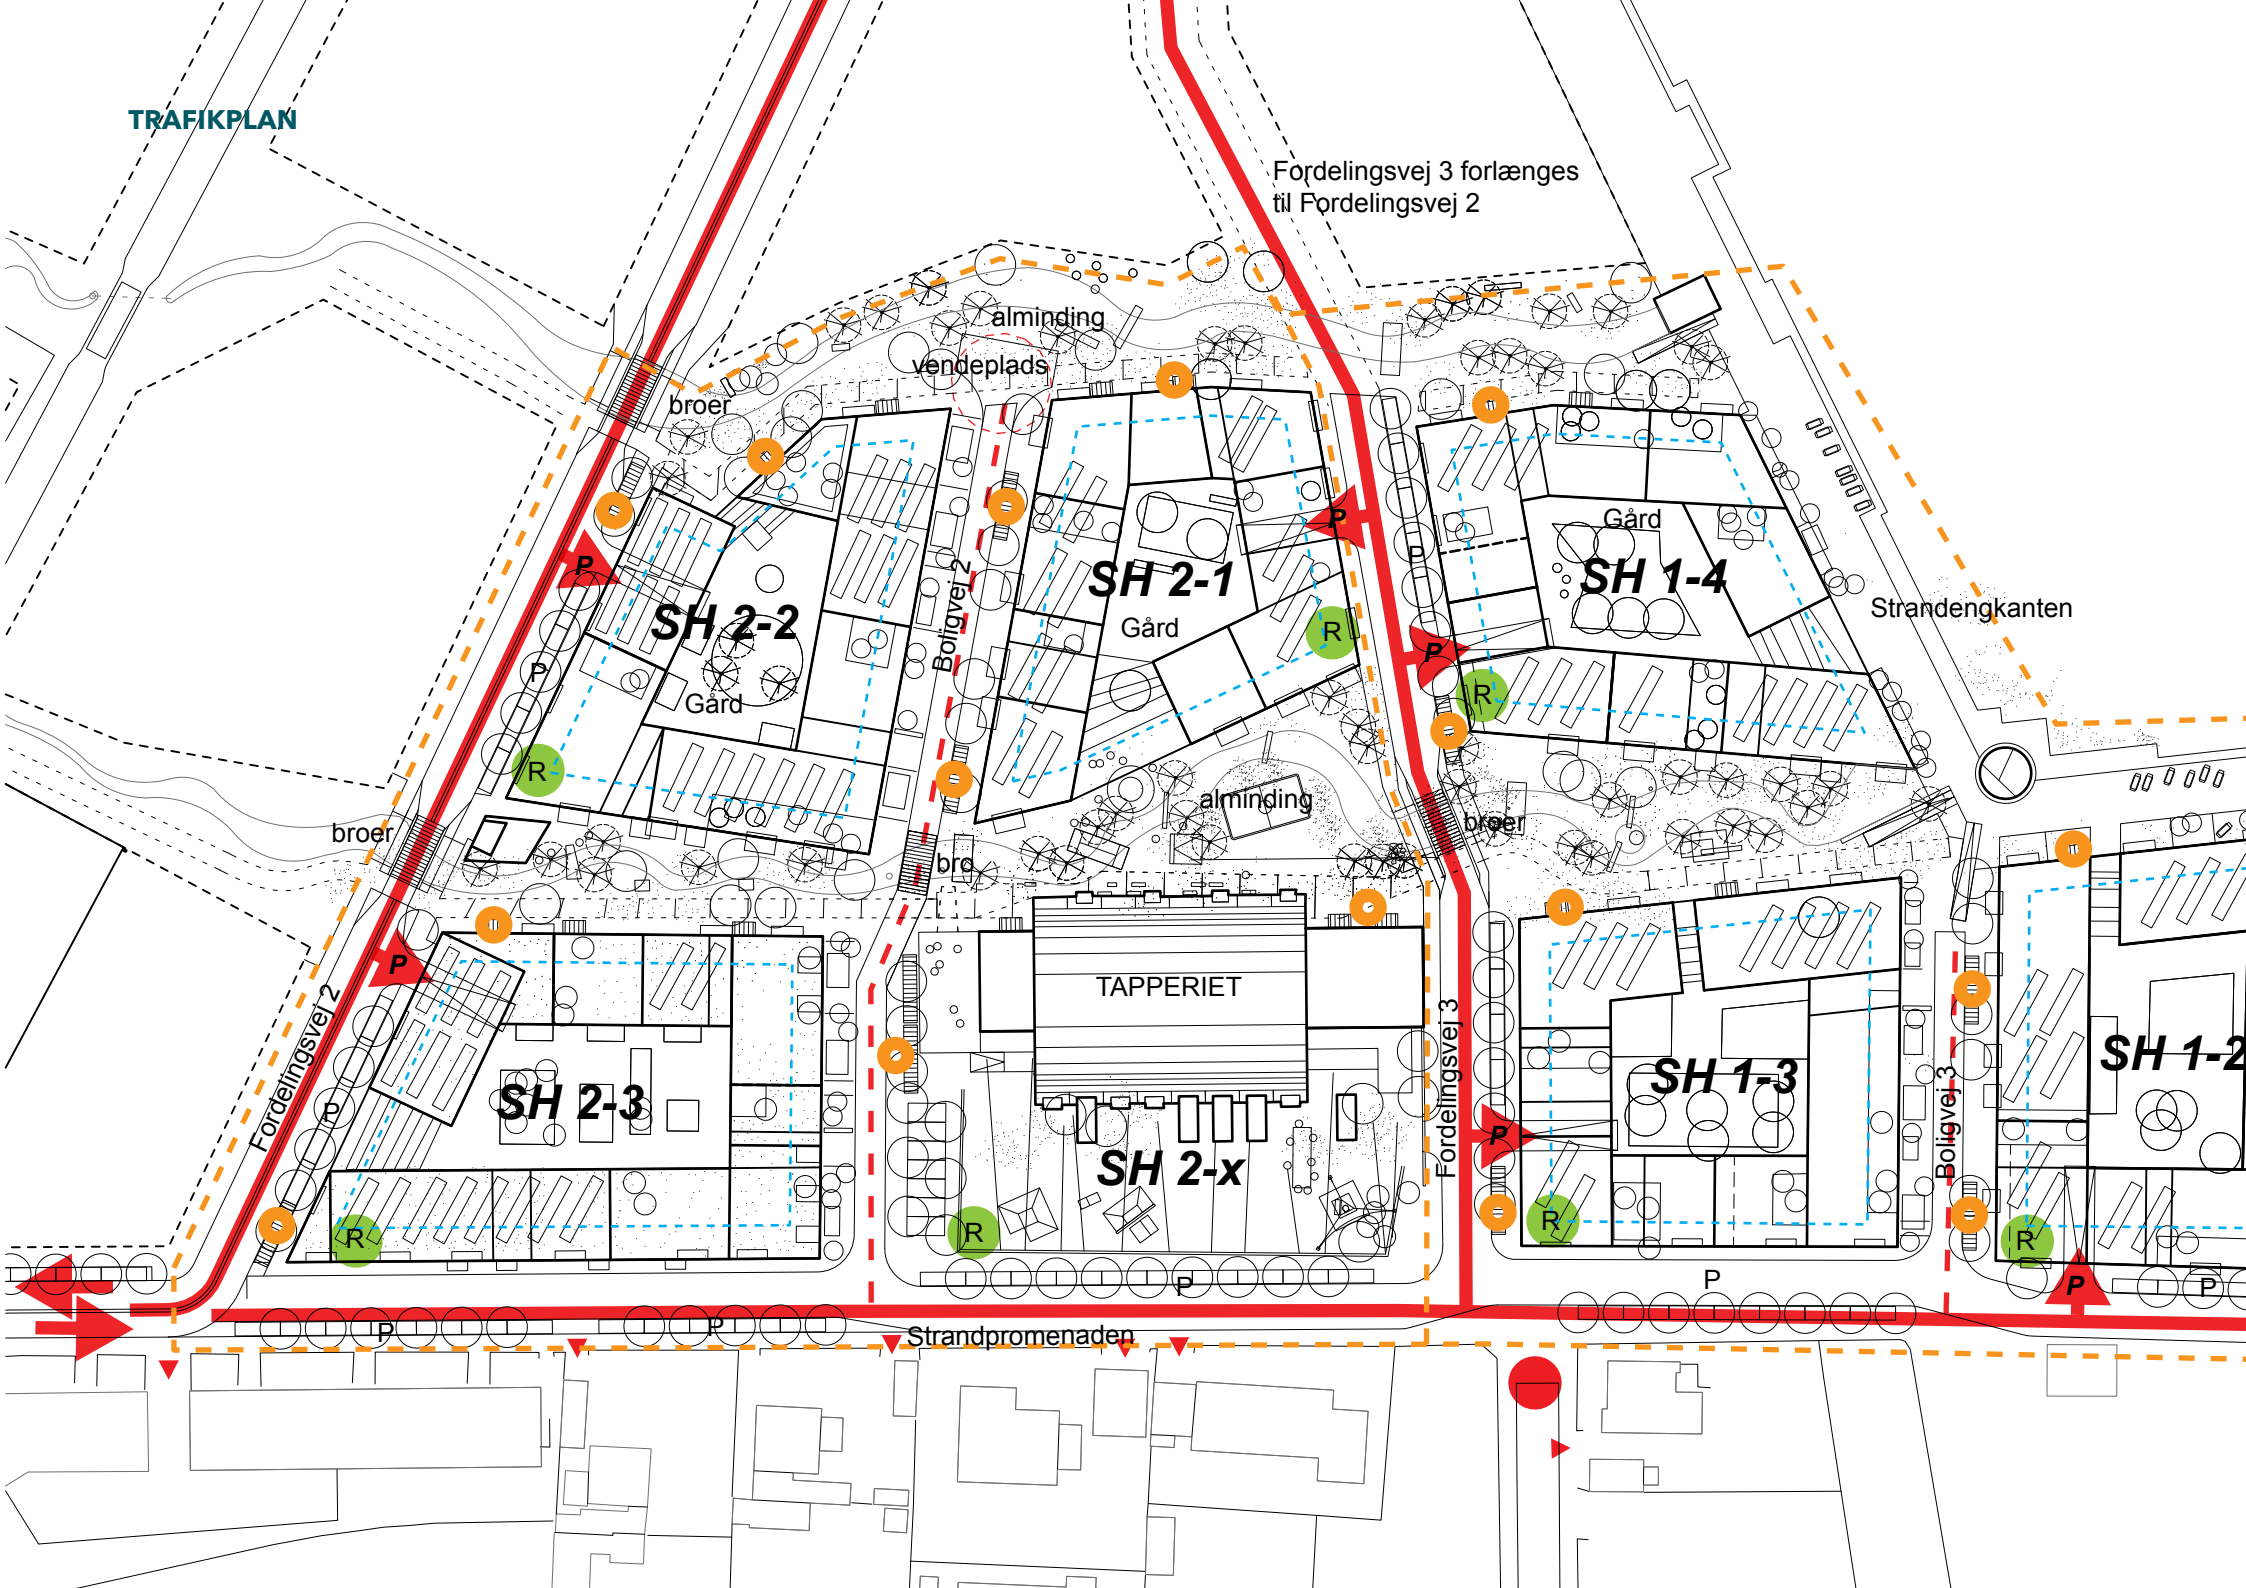 TRAFIKPLAN
Fordelingsvej 3 forlænges
til Fordelingsvej 2
alminding
vendeplads
broer
P
P
P
Gård
SH 2-2
SH 2-1
SH 1-4
Boligvej 2
Strandengkanten
Gård
R
P
P
R
Gård
R
alminding
broer
broer
bro
P
TAPPERIET
Fordelingsvej 2
Fordelingsvej 3
SH 2-3
SH 1-3
SH 1-2
P
Boligvej 3
P
SH 2-x
R
R
R
R
P
P
P
P
P
P
Strandpromenaden